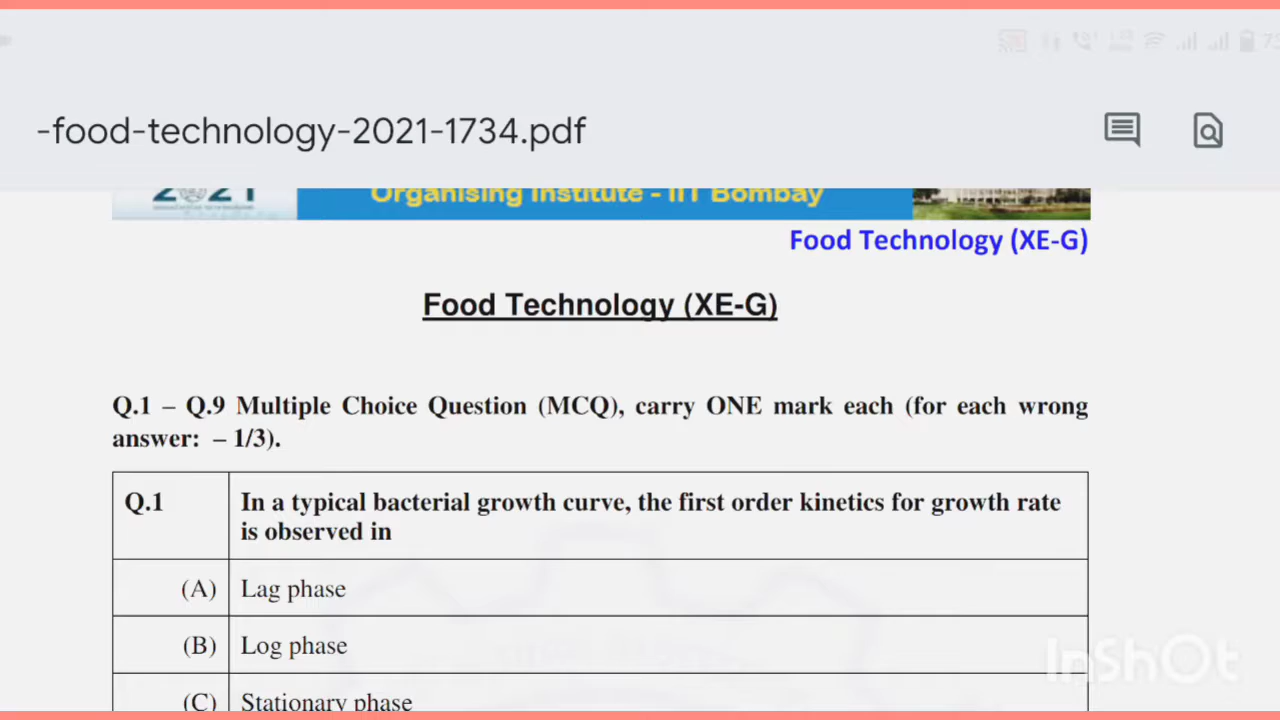 73
-food-technology-2021-1734.pdf
2021
Organising Institute - IIT Bombay
Food Technology (XE-G)
Food Technology (XE-G)
Q.1 – Q.9 Multiple Choice Question (MCQ), carry ONE mark each (for each wrong
answer: – 1/3).
Q.1 In a typical bacterial growth curve, the first order kinetics for growth rate
is observed in
(A) Lag phase
(B) Log phase
(C) Stationary phase
InShOt